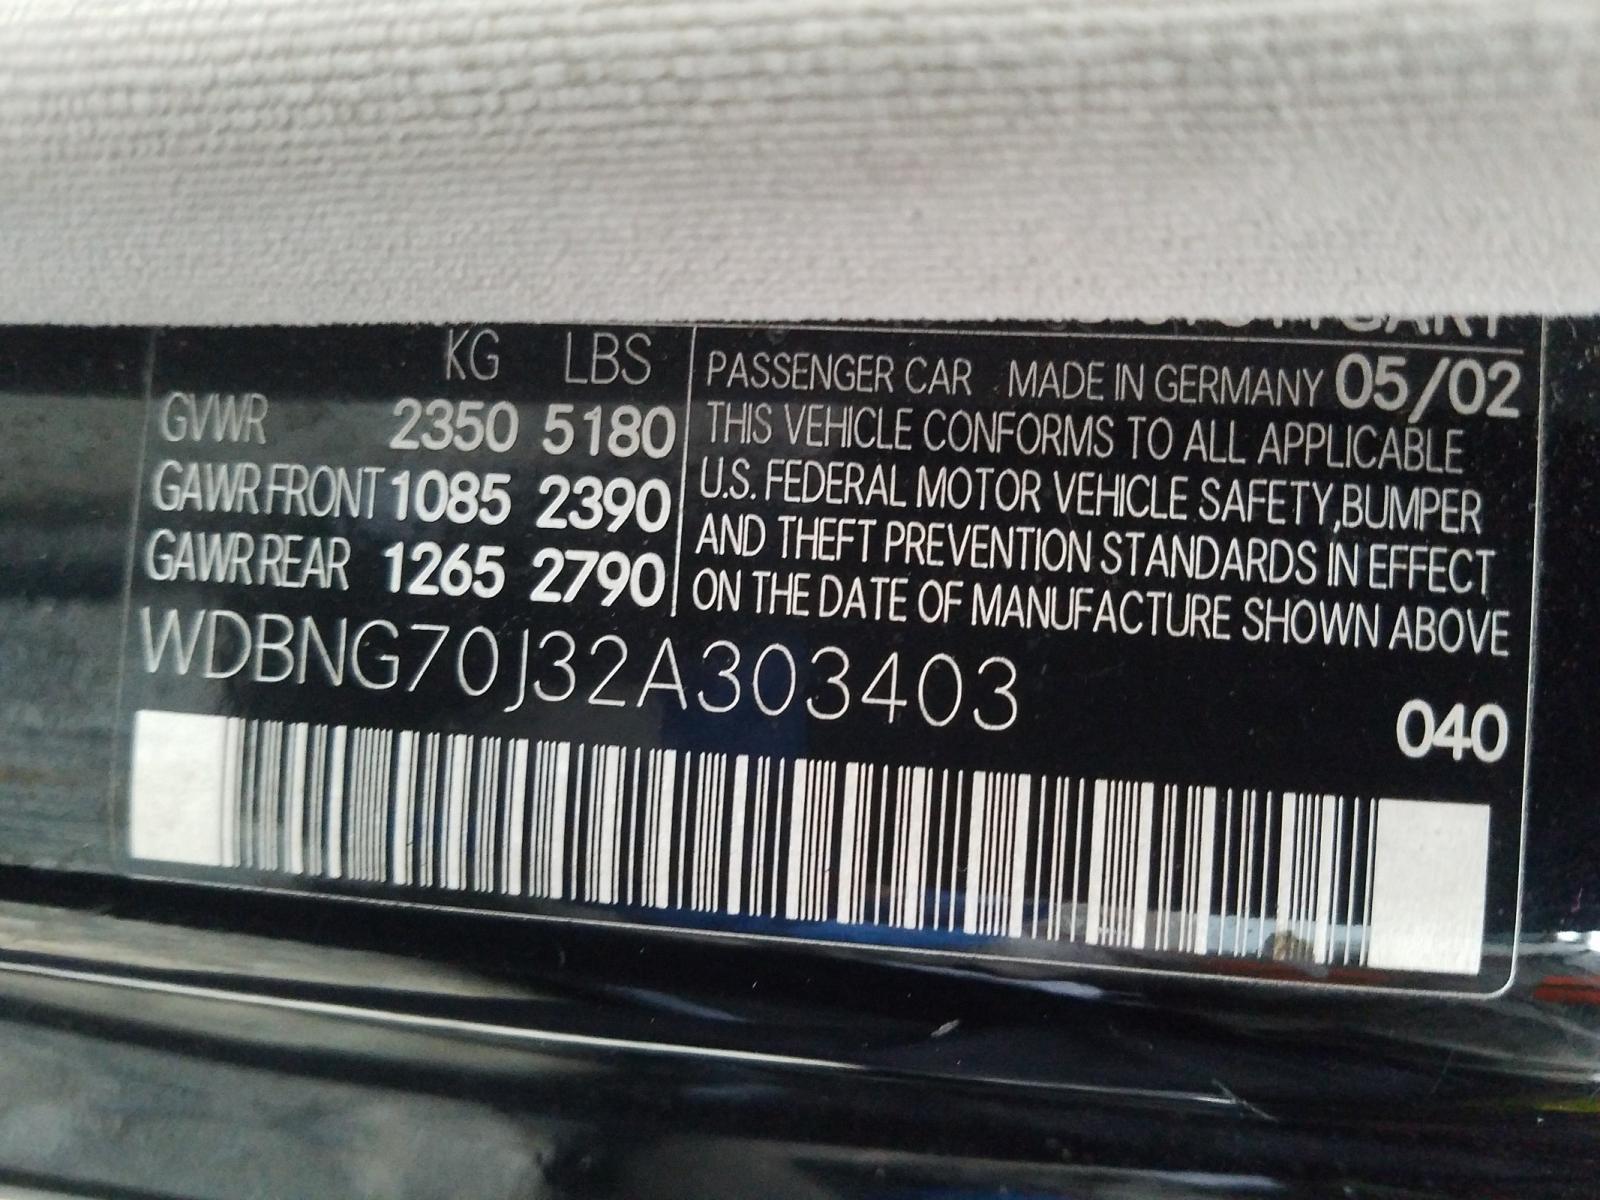 KG LBS
GVWR 2350 5180
GAWR FRONT 1085 2390
GAWR REAR 1265 2790
PASSENGER CAR MADE IN GERMANY 05/02
THIS VEHICLE CONFORMS TO ALL APPLICABLE
U.S. FEDERAL MOTOR VEHICLE SAFETY,BUMPER
AND THEFT PREVENTION STANDARDS IN EFFECT
ON THE DATE OF MANUFACTURE SHOWN ABOVE
WDBNG70J32A303403
040